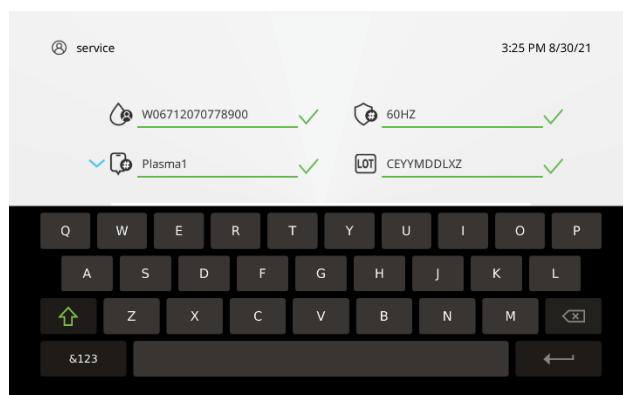 service
3:25 PM 8/30/21
W06712070778900
60HZ
Plasma1
LOT
CEYYMDDLXZ
Q W E R T Y U I O P
A S D F G H J K L
Z X C V B N M
&123